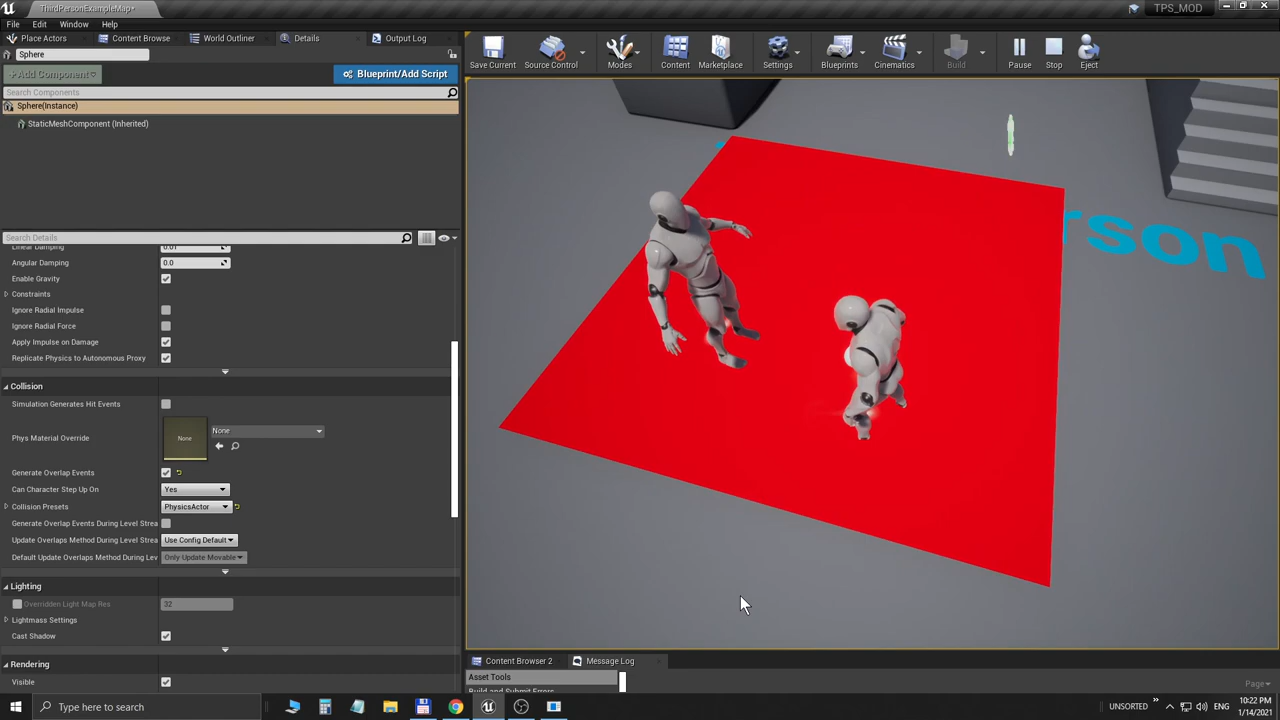 ThirdPersonExampleMap*
TPS_MOD
File Edit Window Help
Place Actors Content Browser World Outliner Details Output Log
Sphere
+Add Component Blueprint/Add Script
Search Components
Sphere(Instance)
StaticMeshComponent (Inherited)
Search Details
Linear Damping 0.01
Angular Damping 0.0
Enable Gravity
Constraints
Ignore Radial Impulse
Ignore Radial Force
Apply Impulse on Damage
Replicate Physics to Autonomous Proxy
Collision
Simulation Generates Hit Events
Phys Material Override None None
Generate Overlap Events
Can Character Step Up On Yes
Collision Presets PhysicsActor
Generate Overlap Events During Level Strea
Update Overlaps Method During Level Strea Use Config Default
Default Update Overlaps Method During Lev Only Update Movable
Lighting
Overridden Light Map Res 32
Lightmass Settings
Cast Shadow
Rendering
Visible
Save Current Source Control Modes Content Marketplace Settings Blueprints Cinematics Build Pause Stop Eject
erson
Content Browser 2 Message Log
Asset Tools
Build and Submit Errors
Page
Type here to search
UNSORTED
10:22 PM
1/14/2021